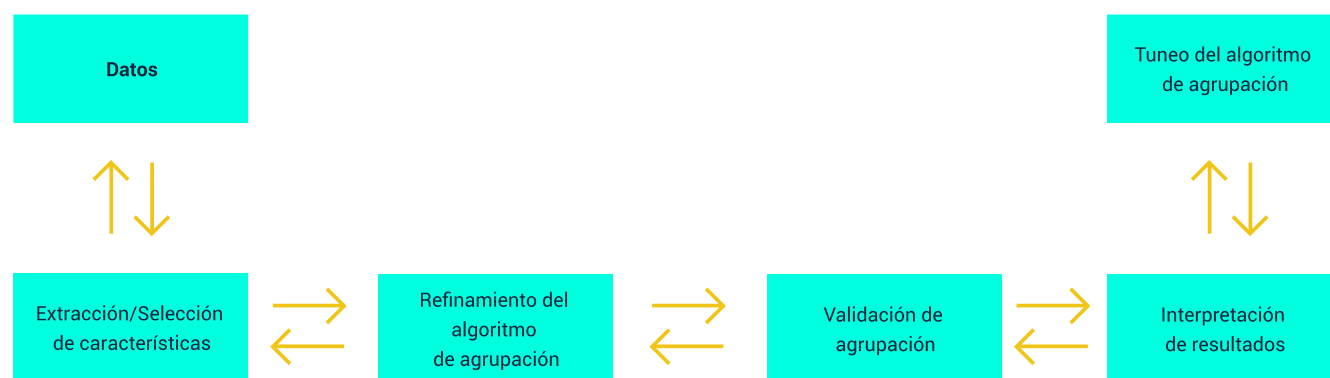 Datos
Tuneo del algoritmo
de agrupación
Extracción/Selección
de características
Refinamiento del
algoritmo
de agrupación
Validación de
agrupación
Interpretación
de resultados